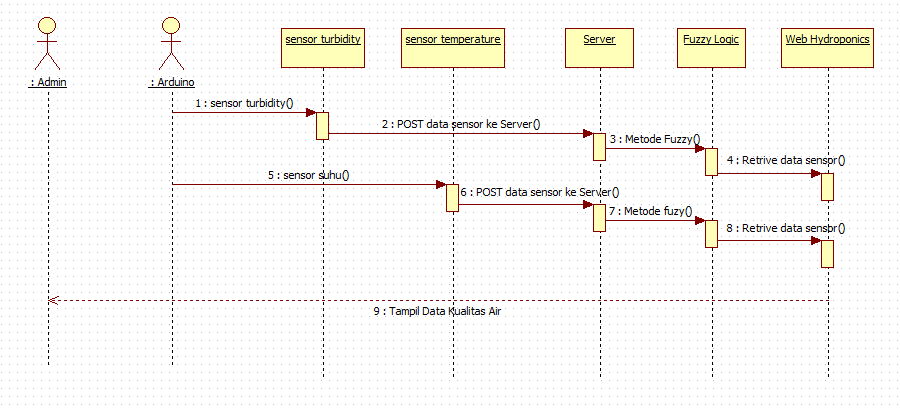 sensor turbidity
sensor temperature
Server
Fuzzy Logic
Web Hydroponics
: Admin
: Arduino
1 : sensor turbidity()
2 : POST data sensor ke Server()
3 : Metode Fuzzy()
4 : Retrive data sensor()
5 : sensor suhu()
6 : POST data sensor ke Server()
7 : Metode fuzy()
8 : Retrive data sensor()
9 : Tampil Data Kualitas Air